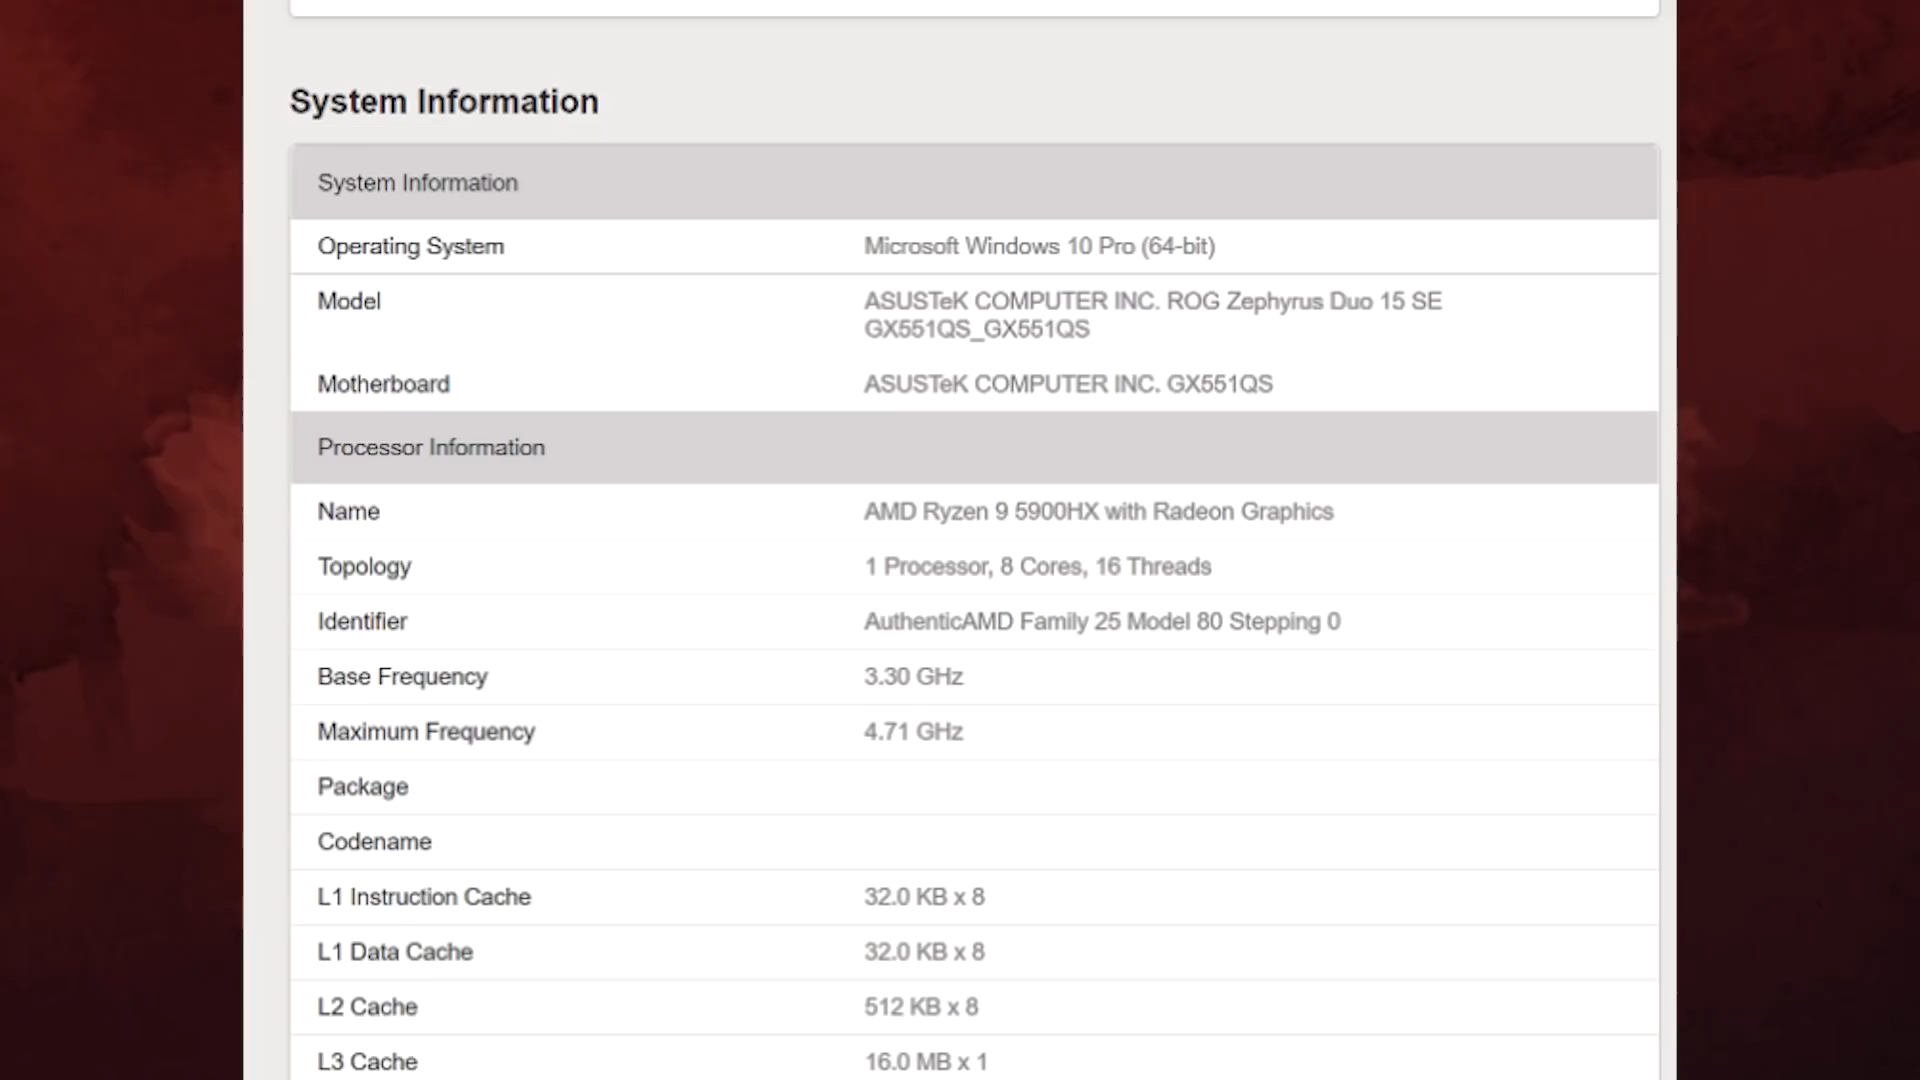 System Information
System Information
Operating System Microsoft Windows 10 Pro (64-bit)
Model ASUSTeK COMPUTER INC. ROG Zephyrus Duo 15 SE
GX551QS_GX551QS
Motherboard ASUSTeK COMPUTER INC. GX551QS
Processor Information
Name AMD Ryzen 9 5900HX with Radeon Graphics
Topology 1 Processor, 8 Cores, 16 Threads
Identifier AuthenticAMD Family 25 Model 80 Stepping 0
Base Frequency 3.30 GHz
Maximum Frequency 4.71 GHz
Package
Codename
L1 Instruction Cache 32.0 KB x 8
L1 Data Cache 32.0 KB x 8
L2 Cache 512 KB x 8
L3 Cache 16.0 MB x 1